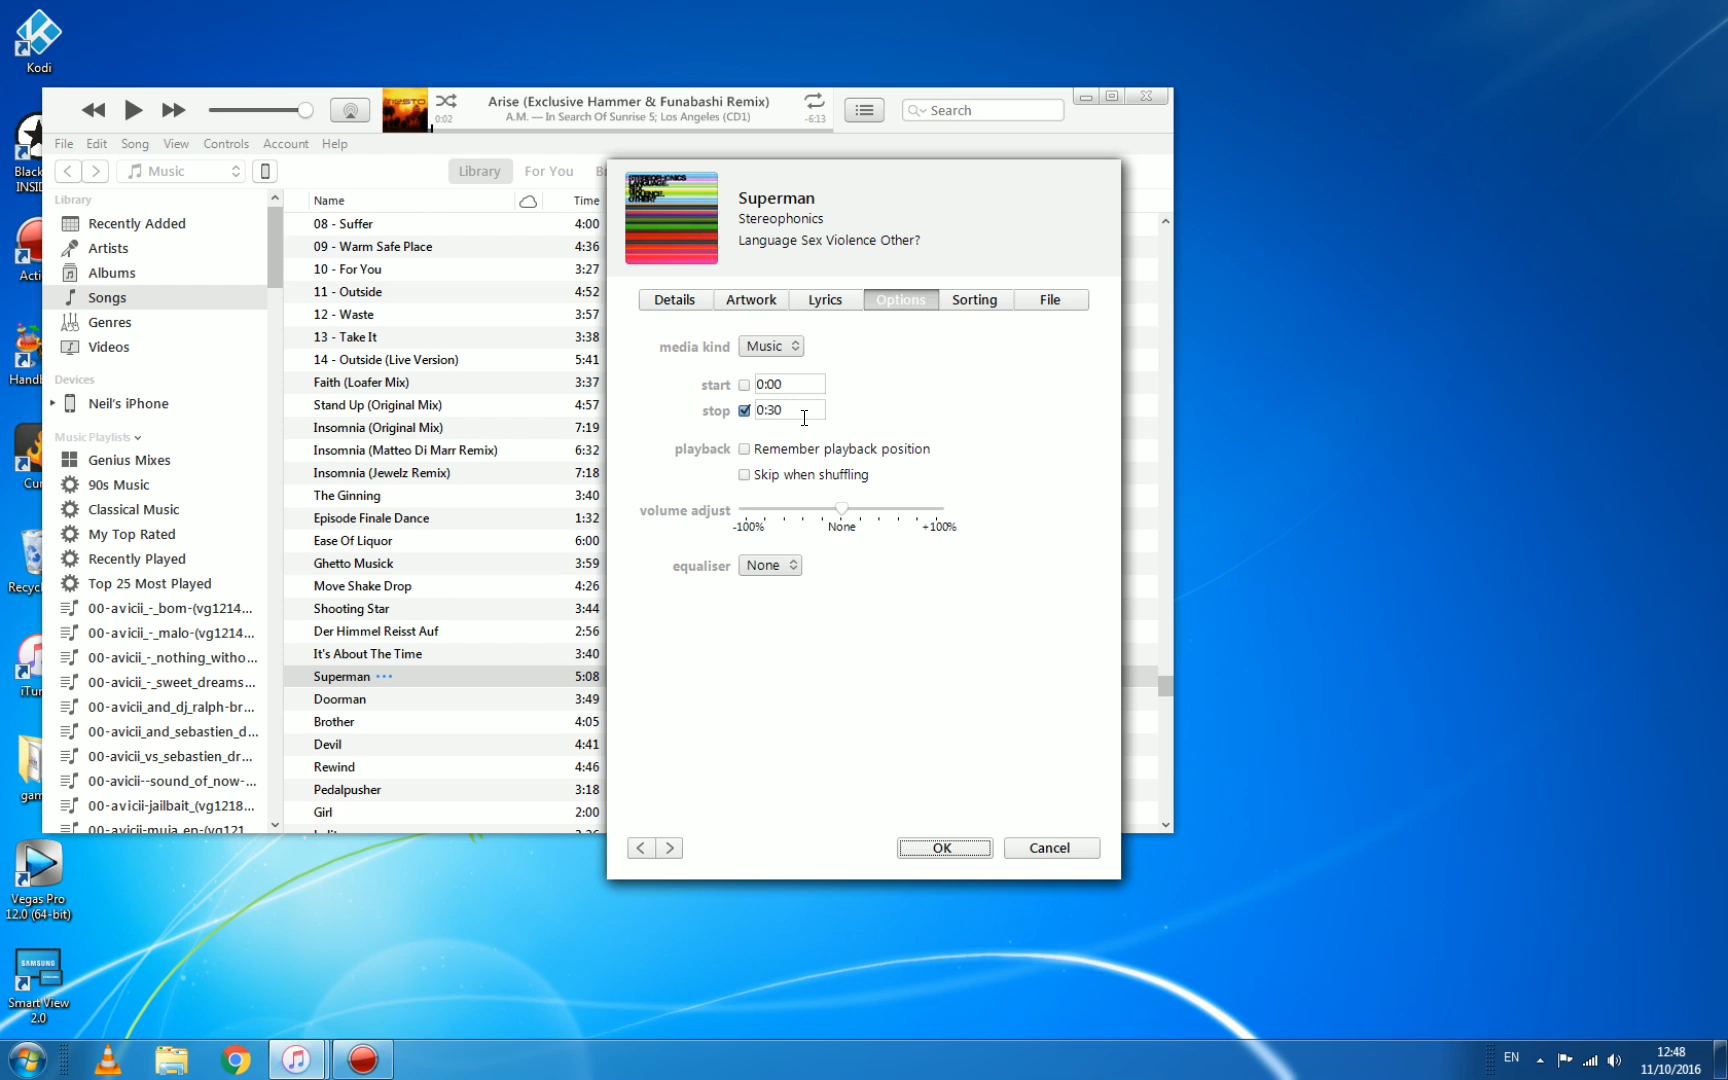 Kodi
Black
INSI
Acti
Handl
Cur
Recyc
iTur
gam
Vegas Pro
12.0 (64-bit)
SAMSUNG
Smart View
2.0
0:02
Arise (Exclusive Hammer & Funabashi Remix)
A.M. — In Search Of Sunrise 5; Los Angeles (CD1)
-6:13
Search
File Edit Song View Controls Account Help
Music
Library For You B
Library
Recently Added
Artists
Albums
Songs
Genres
Videos
Devices
Neil's iPhone
Music Playlists
Genius Mixes
90s Music
Classical Music
My Top Rated
Recently Played
Top 25 Most Played
00-avicii_-_bom-(vg1214...
00-avicii_-_malo-(vg1214...
00-avicii_-_nothing_witho...
00-avicii_-_sweet_dreams...
00-avicii_and_dj_ralph-br...
00-avicii_and_sebastien_d...
00-avicii_vs_sebastien_dr...
00-avicii--sound_of_now-...
00-avicii-jailbait_(vg1218...
00-avicii-muja_en-(vg121
Name Time
08 - Suffer 4:00
09 - Warm Safe Place 4:36
10 - For You 3:27
11 - Outside 4:52
12 - Waste 3:57
13 - Take It 3:38
14 - Outside (Live Version) 5:41
Faith (Loafer Mix) 3:37
Stand Up (Original Mix) 4:57
Insomnia (Original Mix) 7:19
Insomnia (Matteo Di Marr Remix) 6:32
Insomnia (Jewelz Remix) 7:18
The Ginning 3:40
Episode Finale Dance 1:32
Ease Of Liquor 6:00
Ghetto Musick 3:59
Move Shake Drop 4:26
Shooting Star 3:44
Der Himmel Reisst Auf 2:56
It's About The Time 3:40
Superman ••• 5:08
Doorman 3:49
Brother 4:05
Devil 4:41
Rewind 4:46
Pedalpusher 3:18
Girl 2:00
STEREOPHONICS
LANGUAGE.
SEX.
VIOLENCE.
OTHER?
Superman
Stereophonics
Language Sex Violence Other?
Details Artwork Lyrics Options Sorting File
media kind Music
start 0:00
stop 0:30
playback Remember playback position
Skip when shuffling
volume adjust
-100% None +100%
equaliser None
< > OK Cancel
EN
12:48
11/10/2016